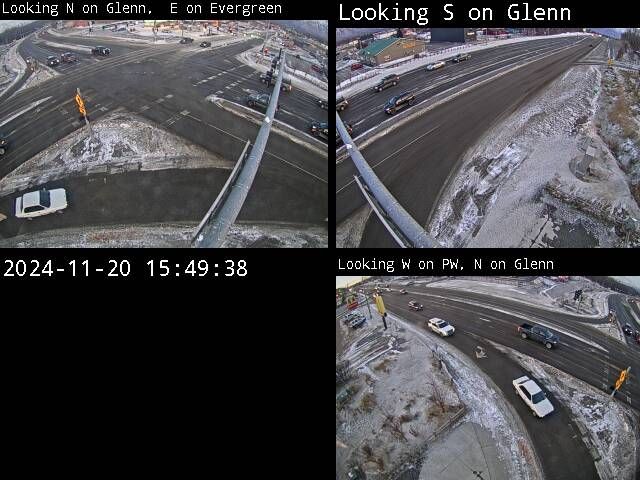 Looking N on Glenn,  E on Evergreen
Looking S on Glenn
2024-11-20 15:49:38
Looking W on PW, N on Glenn